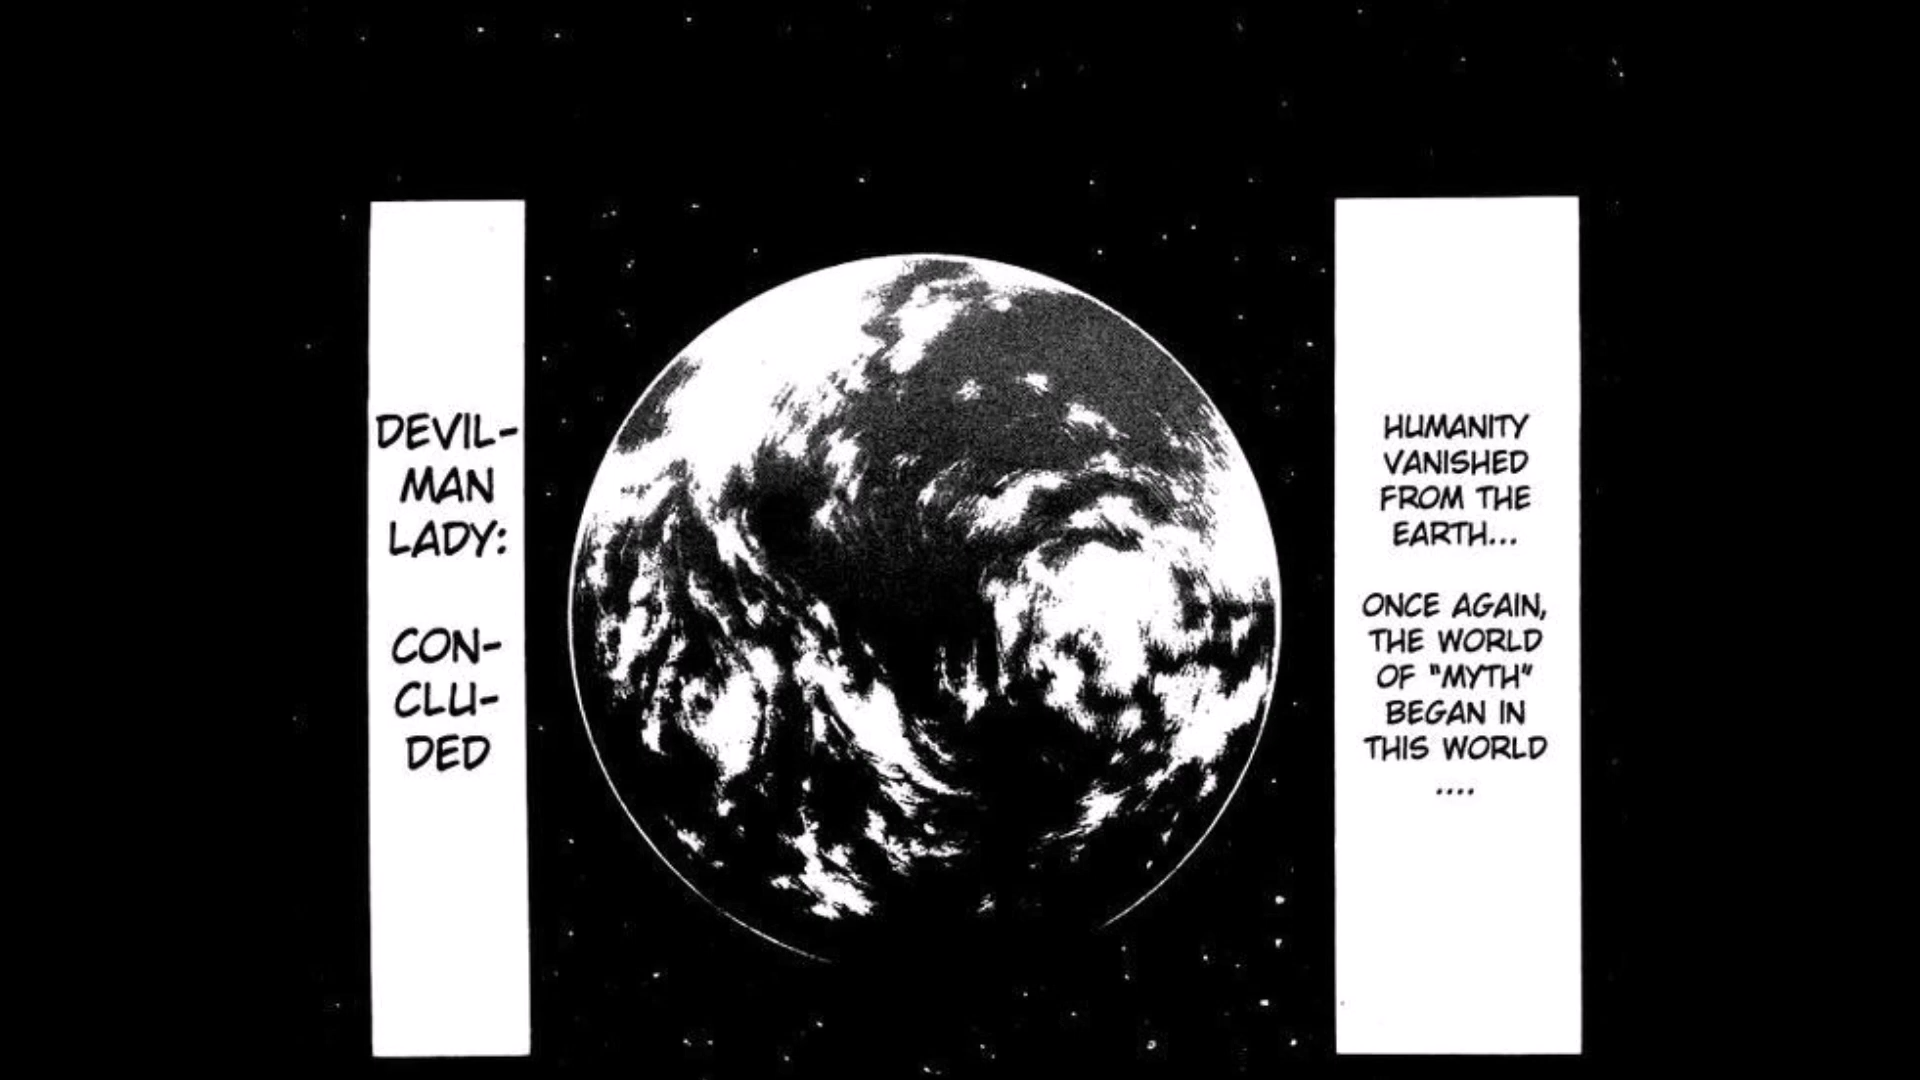 DEVIL-
MAN
LADY:
CON-
CLU-
DED
HUMANITY
VANISHED
FROM THE
EARTH...
ONCE AGAIN,
THE WORLD
OF "MYTH"
BEGAN IN
THIS WORLD
....